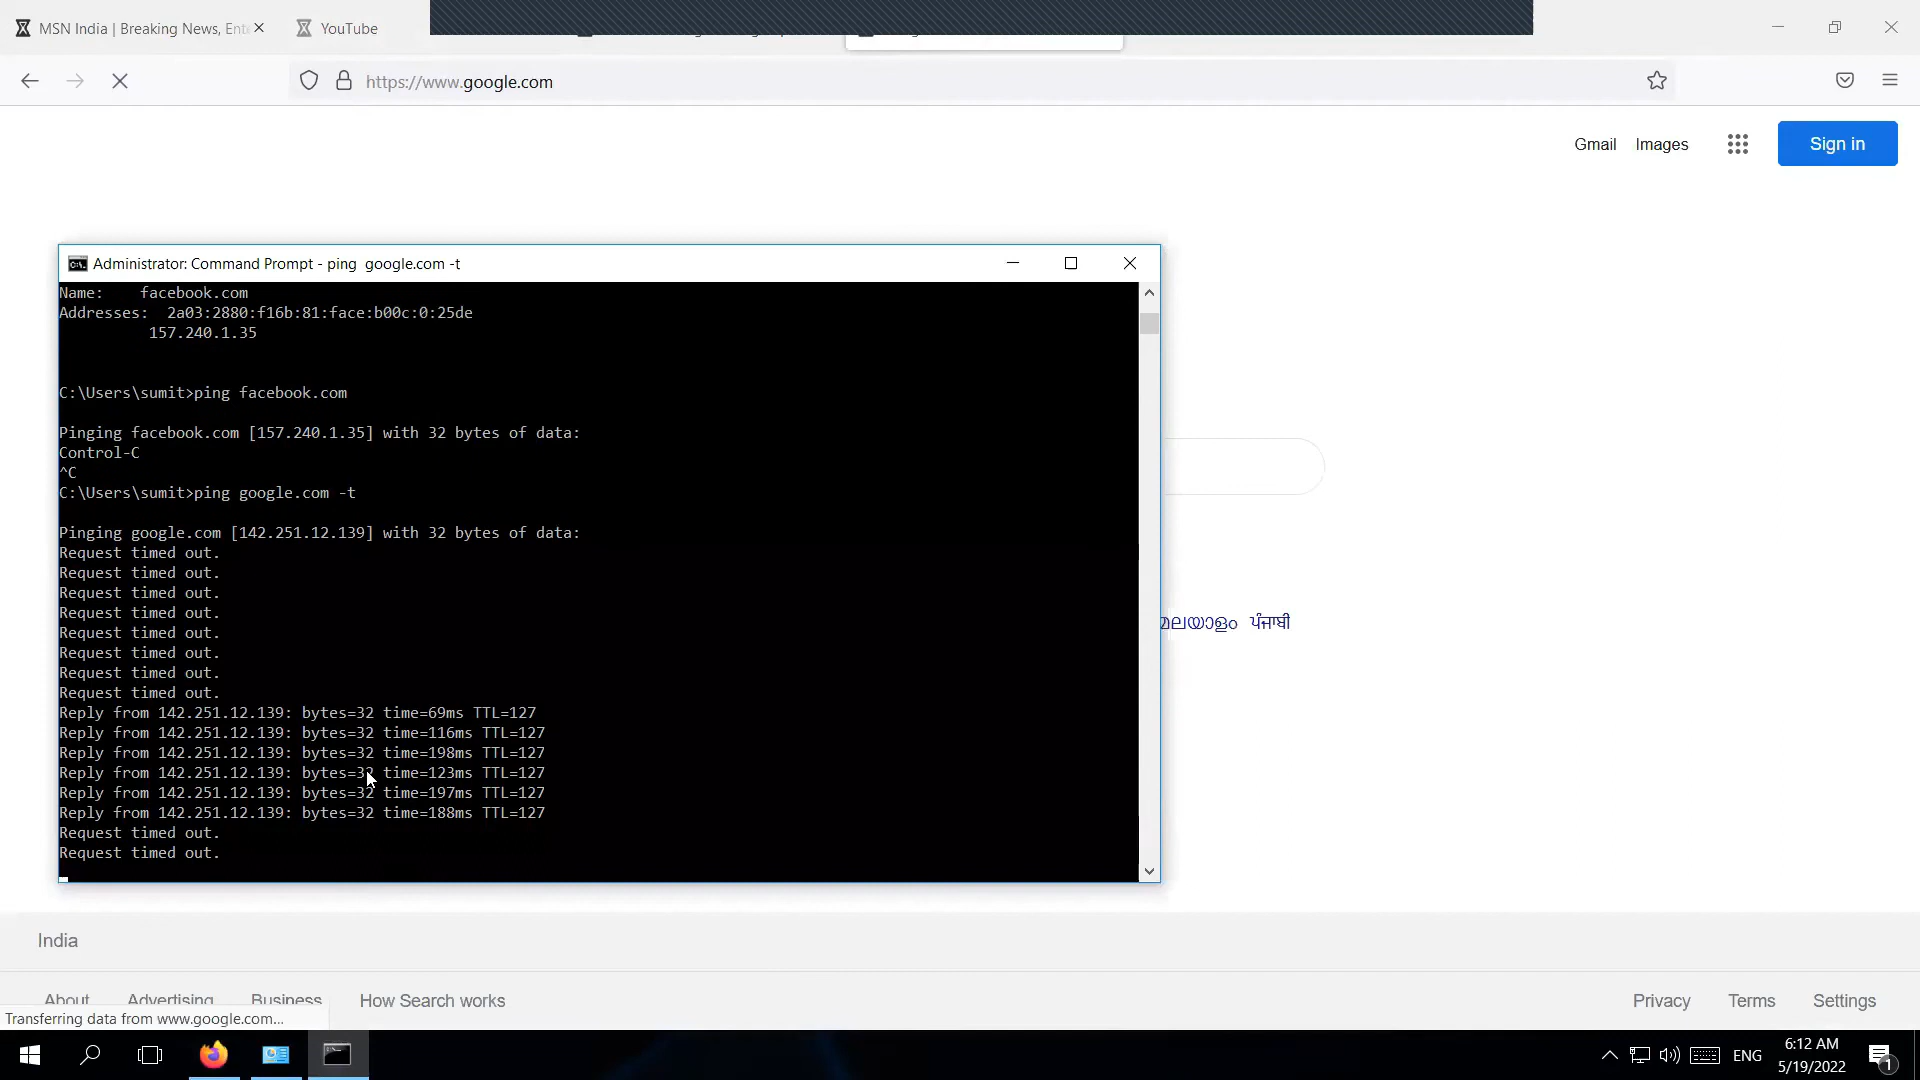 MSN India | Breaking News, Ente
YouTube
https://www.google.com
Gmail Images
Sign in
Administrator: Command Prompt - ping google.com -t
Name: facebook.com
Addresses: 2a03:2880:f16b:81:face:b00c:0:25de
157.240.1.35
C:\Users\sumit>ping facebook.com
Pinging facebook.com [157.240.1.35] with 32 bytes of data:
Control-C
^C
C:\Users\sumit>ping google.com -t
Pinging google.com [142.251.12.139] with 32 bytes of data:
Request timed out.
Request timed out.
Request timed out.
Request timed out.
Request timed out.
Request timed out.
Request timed out.
Request timed out.
Reply from 142.251.12.139: bytes=32 time=69ms TTL=127
Reply from 142.251.12.139: bytes=32 time=116ms TTL=127
Reply from 142.251.12.139: bytes=32 time=198ms TTL=127
Reply from 142.251.12.139: bytes=32 time=123ms TTL=127
Reply from 142.251.12.139: bytes=32 time=197ms TTL=127
Reply from 142.251.12.139: bytes=32 time=188ms TTL=127
Request timed out.
Request timed out.
മലയാളം ਪੰਜਾਬੀ
India
About Advertising Business How Search works
Privacy Terms Settings
Transferring data from www.google.com...
ENG
6:12 AM
5/19/2022
1